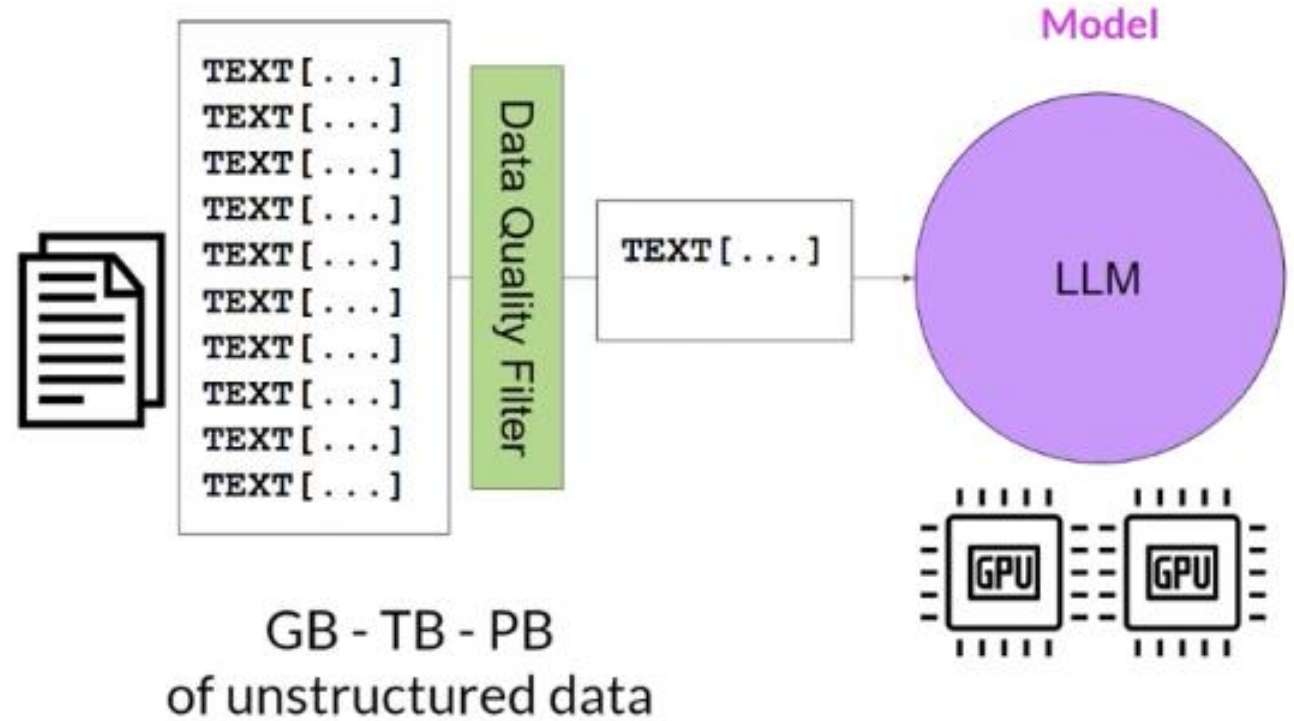 TEXT[...]
TEXT[...]
TEXT[...]
TEXT[...]
TEXT[...]
TEXT[...]
TEXT[...]
TEXT[...]
TEXT[...]
TEXT[...]
GB - TB - PB
of unstructured data
Data Quality Filter
TEXT[...]
Model
LLM
GPU
GPU